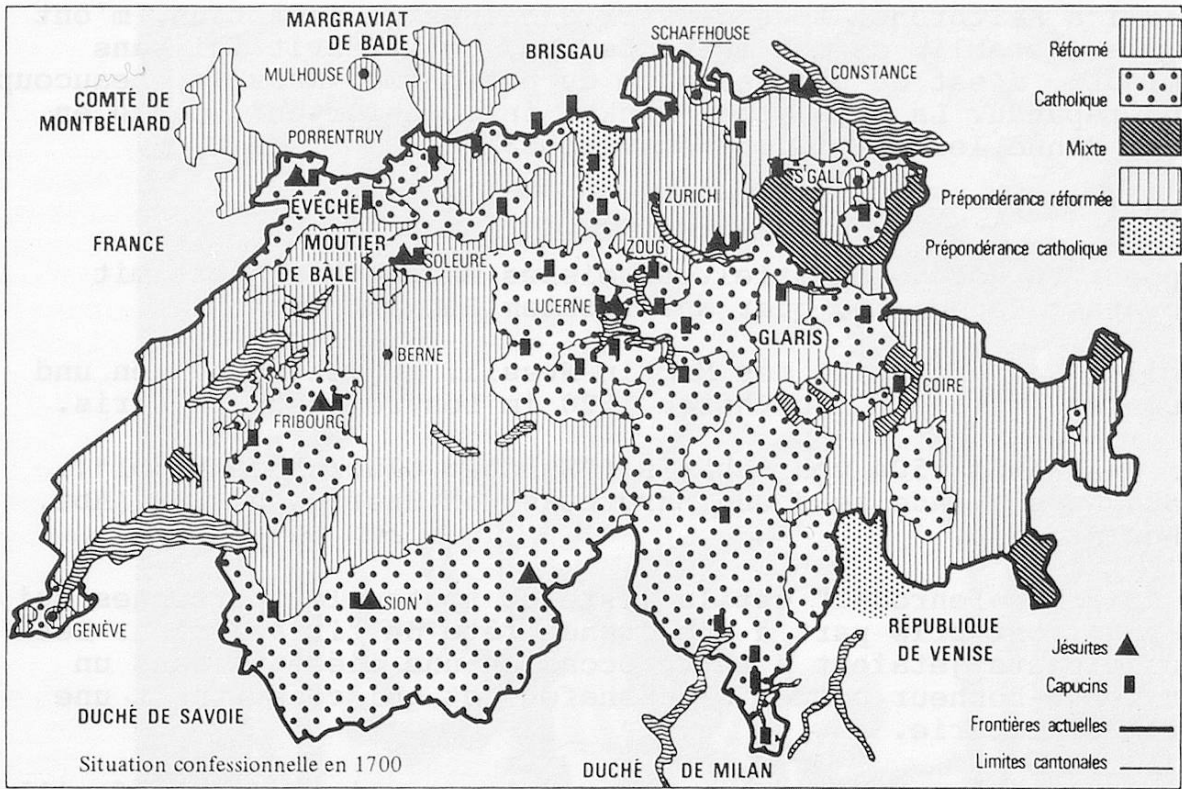 MARGRAVIAT
DE BADE
MULHOUSE
BRISGAU
SCHAFFHOUSE
CONSTANCE
COMTÉ DE
MONTBÉLIARD
PORRENTRUY
ÉVÊCHÉ
S'GALL
ZURICH
FRANCE
MOUTIER
DE BÂLE
SOLEURE
ZOUG
LUCERNE
GLARIS
BERNE
COIRE
FRIBOURG
GENÈVE
SION
RÉPUBLIQUE
DE VENISE
DUCHÉ DE SAVOIE
DUCHÉ DE MILAN
Situation confessionnelle en 1700
Réformé
Catholique
Mixte
Prépondérance réformée
Prépondérance catholique
Jésuites
Capucins
Frontières actuelles
Limites cantonales